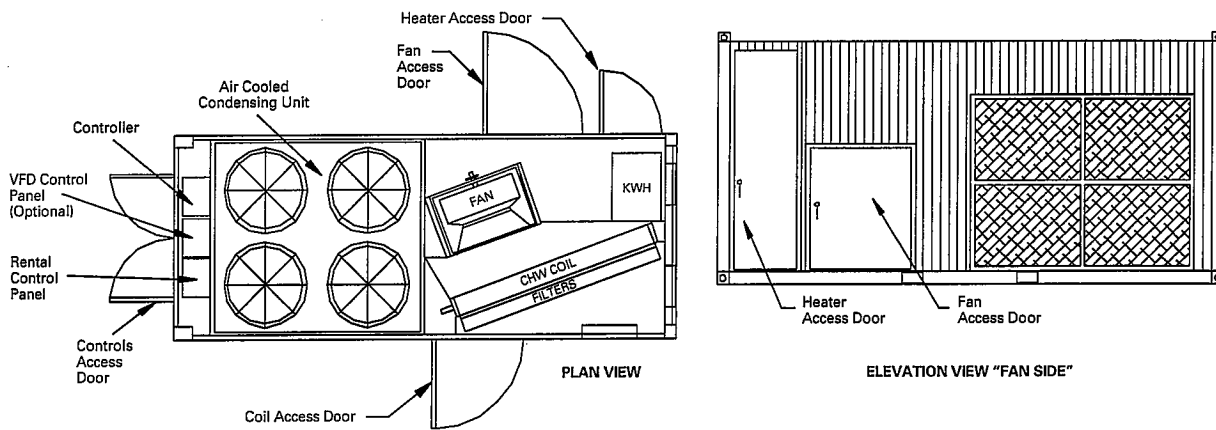 Heater Access Door
Fan
Access
Door
Air Cooled
Condensing Unit
Controller
VFD Control
Panel
(Optional)
Rental
Control
Panel
Controls
Access
Door
FAN
KWH
CHW COIL
FILTERS
Coil Access Door
PLAN VIEW
Heater
Access Door
Fan
Access Door
ELEVATION VIEW "FAN SIDE"